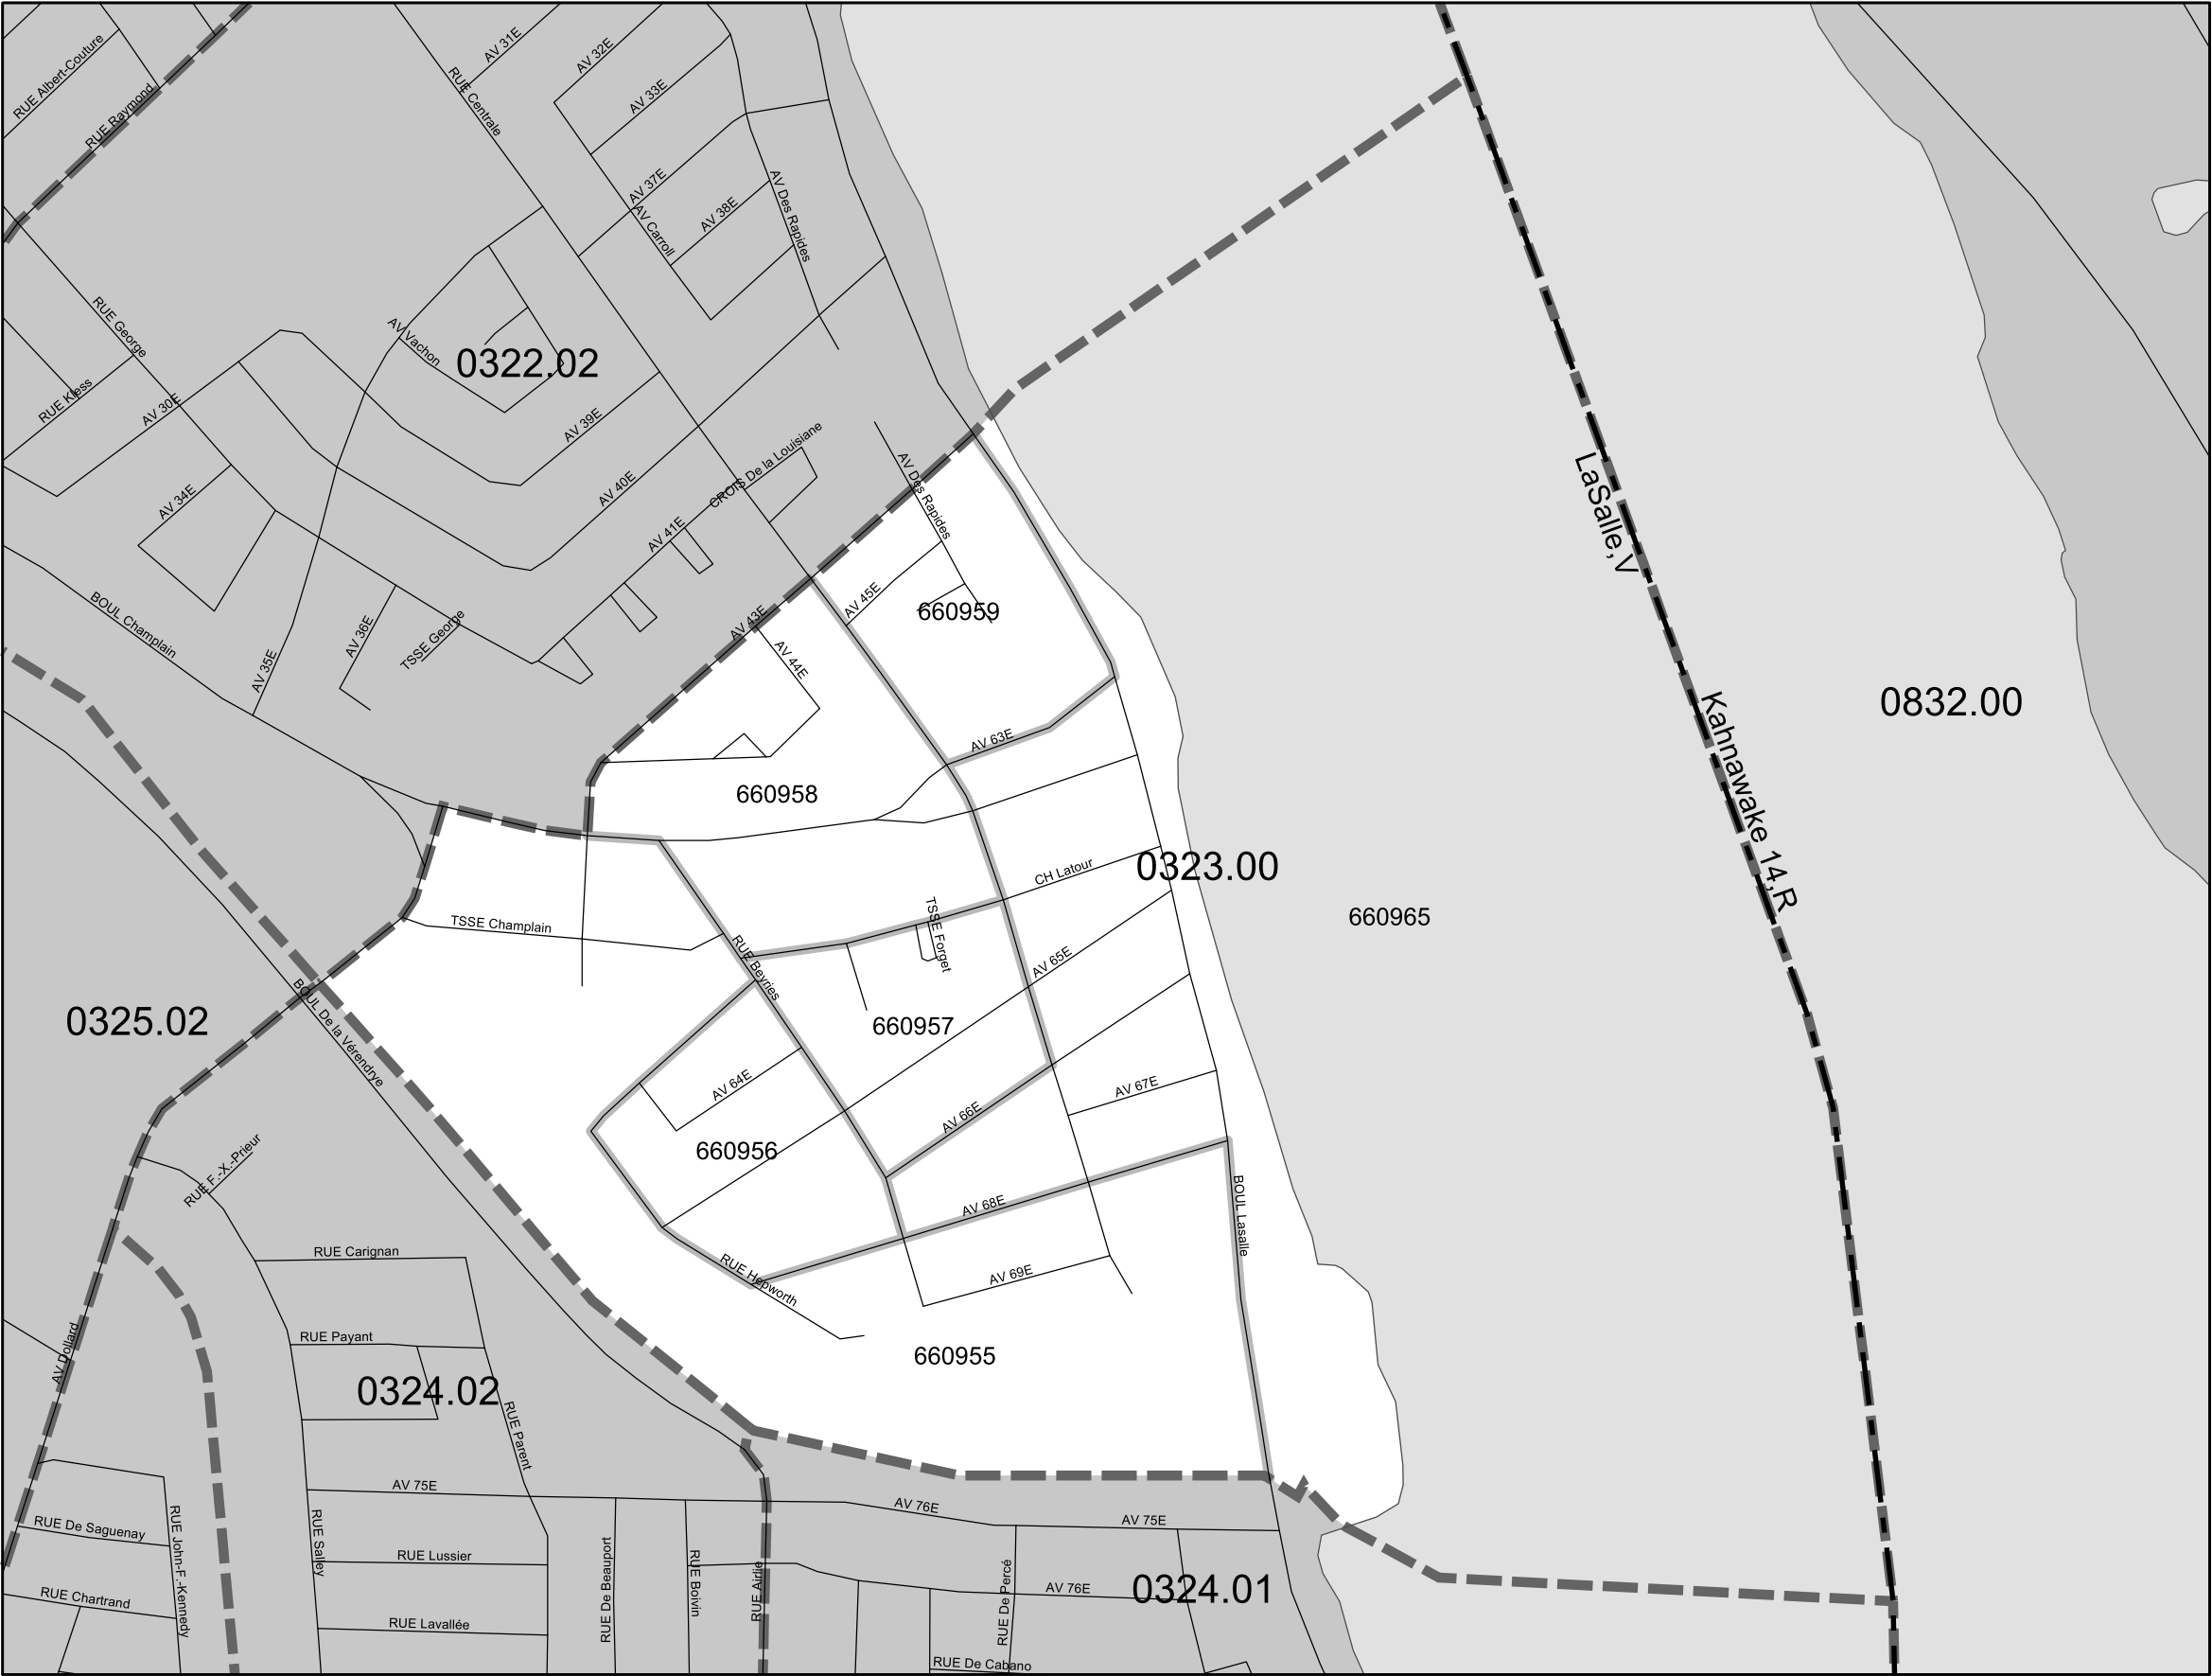 AV 31E
AV 32E
RUE Albert-Couture
RUE Centrale
AV 33E
RUE Raymond
AV 37E
AV Carroll
AV 38E
AV Des Rapides
RUE George
AV Vachon
0322.02
RUE Kless
AV 30E
AV 39E
AV 34E
AV 40E
CROIS De la Louisiane
AV 41E
AV Des Rapides
LaSalle,V
BOUL Champlain
AV 36E
TSSE George
AV 35E
AV 43E
AV 44E
AV 45E
660959
0832.00
AV 63E
Kahnawake 14,R
660958
0323.00
CH Latour
660965
TSSE Champlain
TSSE Forget
RUE Beyries
AV 65E
0325.02
BOUL De la Vérendrye
660957
AV 64E
AV 67E
AV 66E
660956
RUE F.-X.-Prieur
AV 68E
BOUL Lasalle
RUE Carignan
RUE Hepworth
AV 69E
RUE Payant
AV Dollard
660955
0324.02
RUE Parent
AV 75E
AV 76E
AV 75E
RUE De Saguenay
RUE John-F.-Kennedy
RUE Salley
RUE Lussier
RUE De Beauport
RUE Boivin
RUE Airlie
RUE De Percé
AV 76E
0324.01
RUE Chartrand
RUE Lavallée
RUE De Cabano